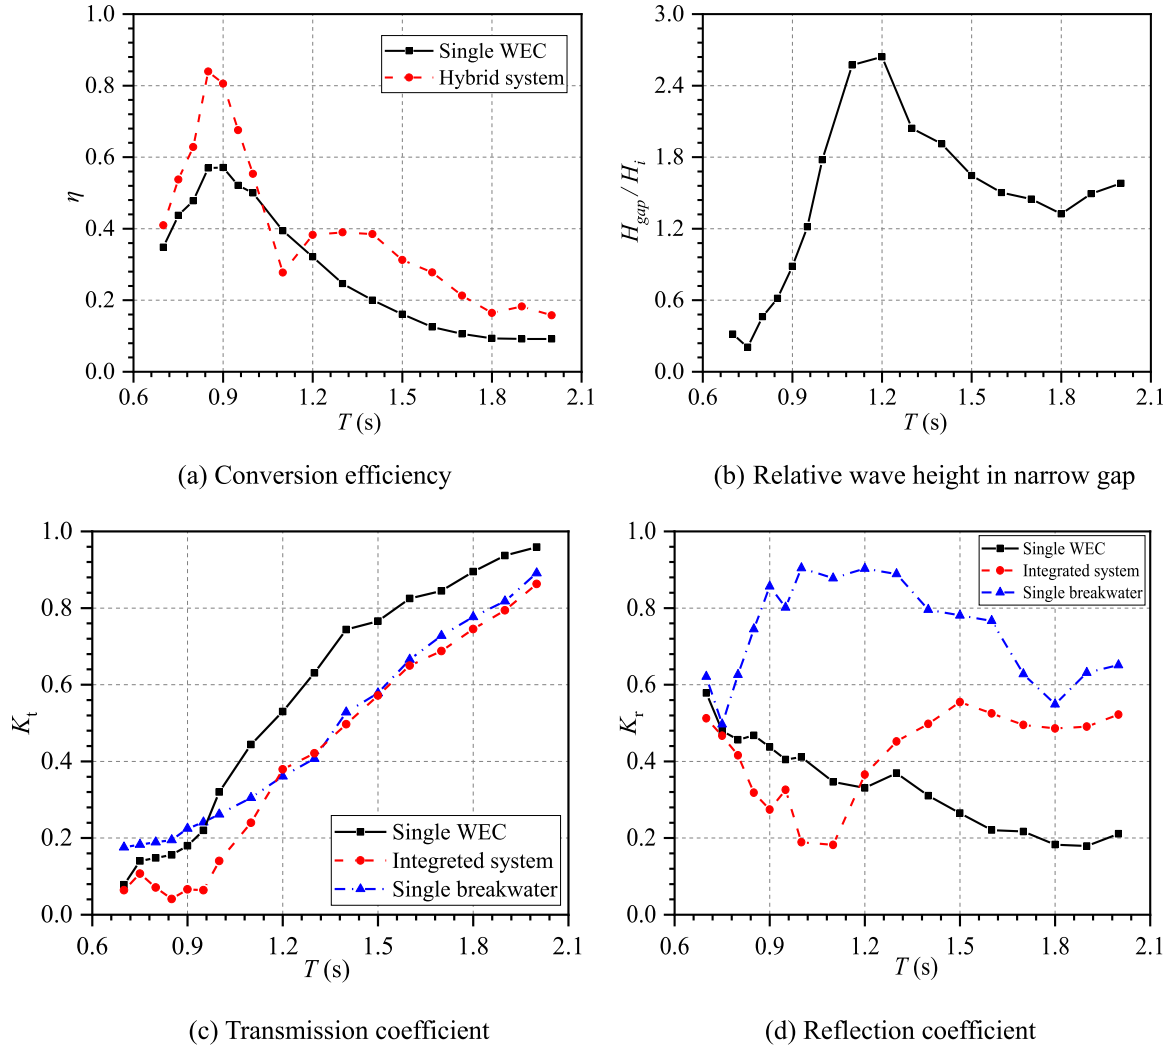 η
1.0
0.8
0.6
0.4
0.2
0.0
0.6 0.9 1.2 1.5 1.8 2.1
T (s)
Single WEC
Hybrid system
(a) Conversion efficiency
H_gap / H_i
3.0
2.4
1.8
1.2
0.6
0.0
0.6 0.9 1.2 1.5 1.8 2.1
T (s)
(b) Relative wave height in narrow gap
K_t
1.0
0.8
0.6
0.4
0.2
0.0
0.6 0.9 1.2 1.5 1.8 2.1
T (s)
Single WEC
Integreted system
Single breakwater
(c) Transmission coefficient
K_r
1.0
0.8
0.6
0.4
0.2
0.0
0.6 0.9 1.2 1.5 1.8 2.1
T (s)
Single WEC
Integrated system
Single breakwater
(d) Reflection coefficient